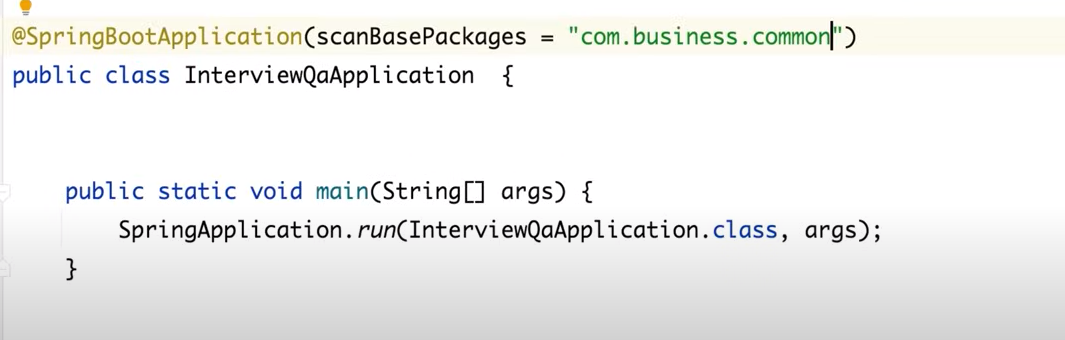 @SpringBootApplication(scanBasePackages = "com.business.common")
public class InterviewQaApplication  {
public static void main(String[] args) {
SpringApplication.run(InterviewQaApplication.class, args);
}